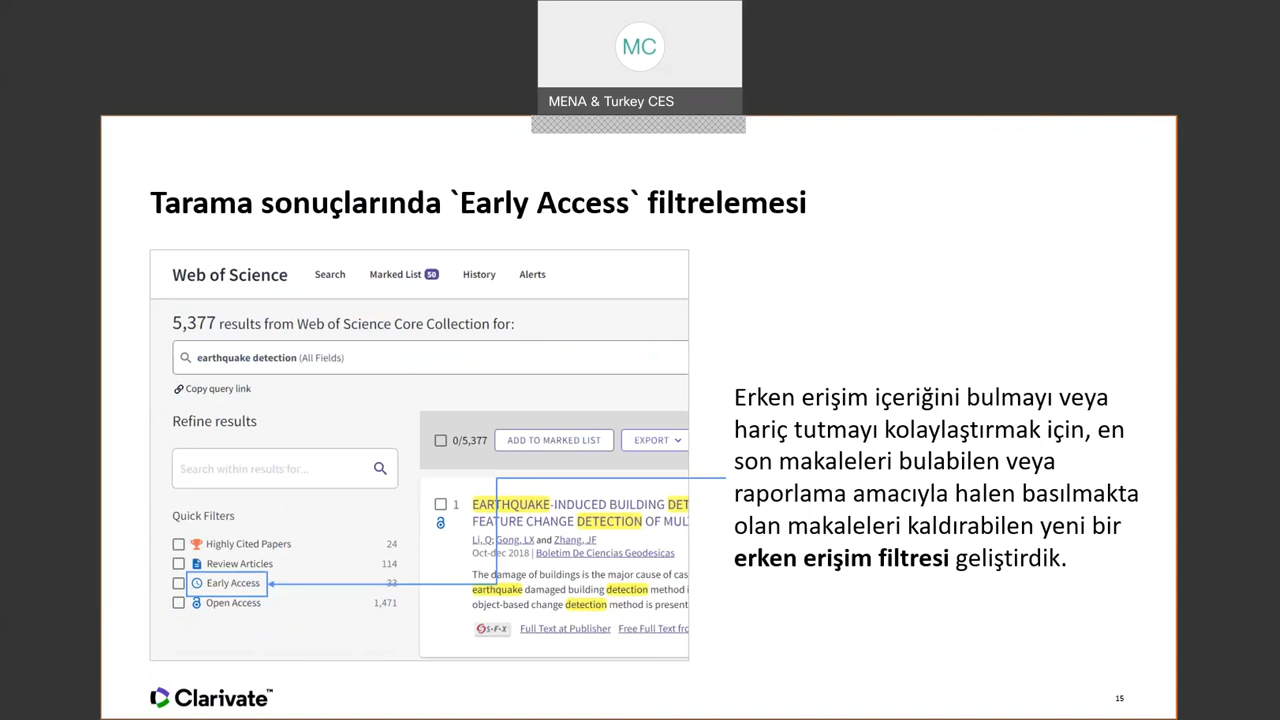 MC
MENA & Turkey CES
Tarama sonuçlarında `Early Access` filtrelemesi
Web of Science Search Marked List 50 History Alerts
5,377 results from Web of Science Core Collection for:
earthquake detection (All Fields)
Copy query link
Refine results
Search within results for...
Quick Filters
Highly Cited Papers 24
Review Articles 114
Early Access 33
Open Access 1,471
0/5,377 ADD TO MARKED LIST EXPORT
1 EARTHQUAKE-INDUCED BUILDING DET
FEATURE CHANGE DETECTION OF MUL
Li, Q; Gong, LX and Zhang, JF
Oct-dec 2018 | Boletim De Ciencias Geodesicas
The damage of buildings is the major cause of cas
earthquake damaged building detection method i
object-based change detection method is present
S·F·X Full Text at Publisher Free Full Text fro
Erken erişim içeriğini bulmayı veya
hariç tutmayı kolaylaştırmak için, en
son makaleleri bulabilen veya
raporlama amacıyla halen basılmakta
olan makaleleri kaldırabilen yeni bir
erken erişim filtresi geliştirdik.
Clarivate™
15